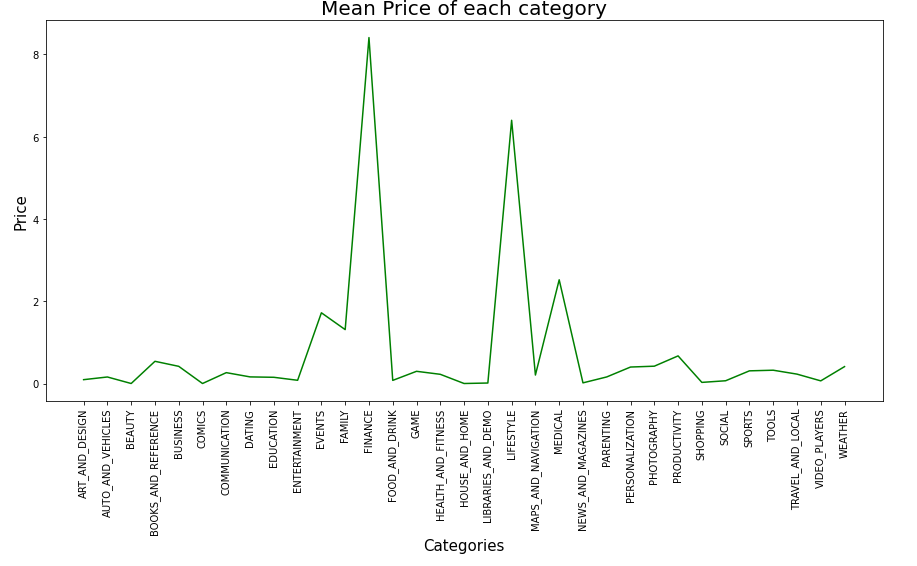 Mean Price of each category
8
6
4
2
0
Price
ART_AND_DESIGN
AUTO_AND_VEHICLES
BEAUTY
BOOKS_AND_REFERENCE
BUSINESS
COMICS
COMMUNICATION
DATING
EDUCATION
ENTERTAINMENT
EVENTS
FAMILY
FINANCE
FOOD_AND_DRINK
GAME
HEALTH_AND_FITNESS
HOUSE_AND_HOME
LIBRARIES_AND_DEMO
LIFESTYLE
MAPS_AND_NAVIGATION
MEDICAL
NEWS_AND_MAGAZINES
PARENTING
PERSONALIZATION
PHOTOGRAPHY
PRODUCTIVITY
SHOPPING
SOCIAL
SPORTS
TOOLS
TRAVEL_AND_LOCAL
VIDEO_PLAYERS
WEATHER
Categories